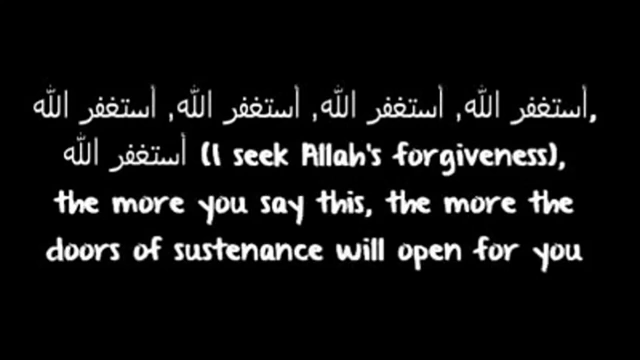 أستغفر الله, أستغفر الله, أستغفر الله, أستغفر الله,
أستغفر الله (I seek Allah's forgiveness),
the more you say this, the more the
doors of sustenance will open for you